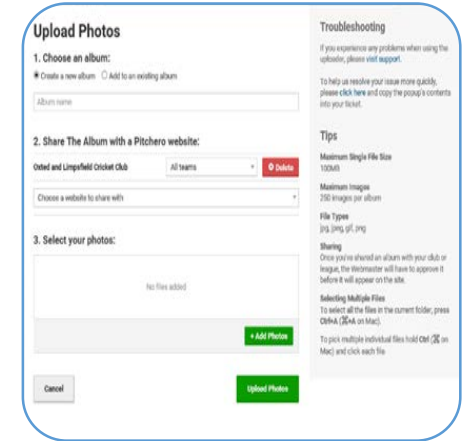 Upload Photos
1. Choose an album:
Create a new album Add to an existing album
Album name
2. Share The Album with a Pitchero website:
Oxted and Limpsfield Cricket Club All teams Delete
Choose a website to share with
3. Select your photos:
No files added
+ Add Photos
Cancel Upload Photos
Troubleshooting
If you experience any problems when using the
uploader, please visit support.
To help us resolve your issue more quickly,
please click here and copy the popup's contents
into your ticket.
Tips
Maximum Single File Size
100MB
Maximum Images
250 images per album
File Types
jpg, jpeg, gif, png
Sharing
Once you've shared an album with your club or
league, the Webmaster will have to approve it
before it will appear on the site.
Selecting Multiple Files
To select all the files in the current folder, press
Ctrl+A (⌘+A on Mac).
To pick multiple individual files hold Ctrl (⌘ on
Mac) and click each file